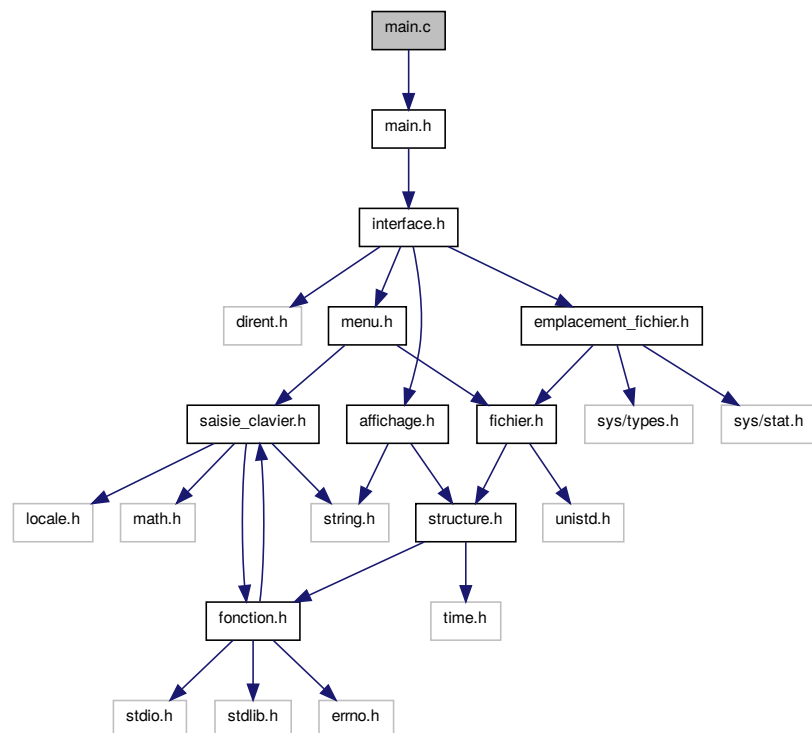 main.c
main.h
interface.h
dirent.h
menu.h
emplacement_fichier.h
saisie_clavier.h
affichage.h
fichier.h
sys/types.h
sys/stat.h
locale.h
math.h
string.h
structure.h
unistd.h
fonction.h
time.h
stdio.h
stdlib.h
errno.h